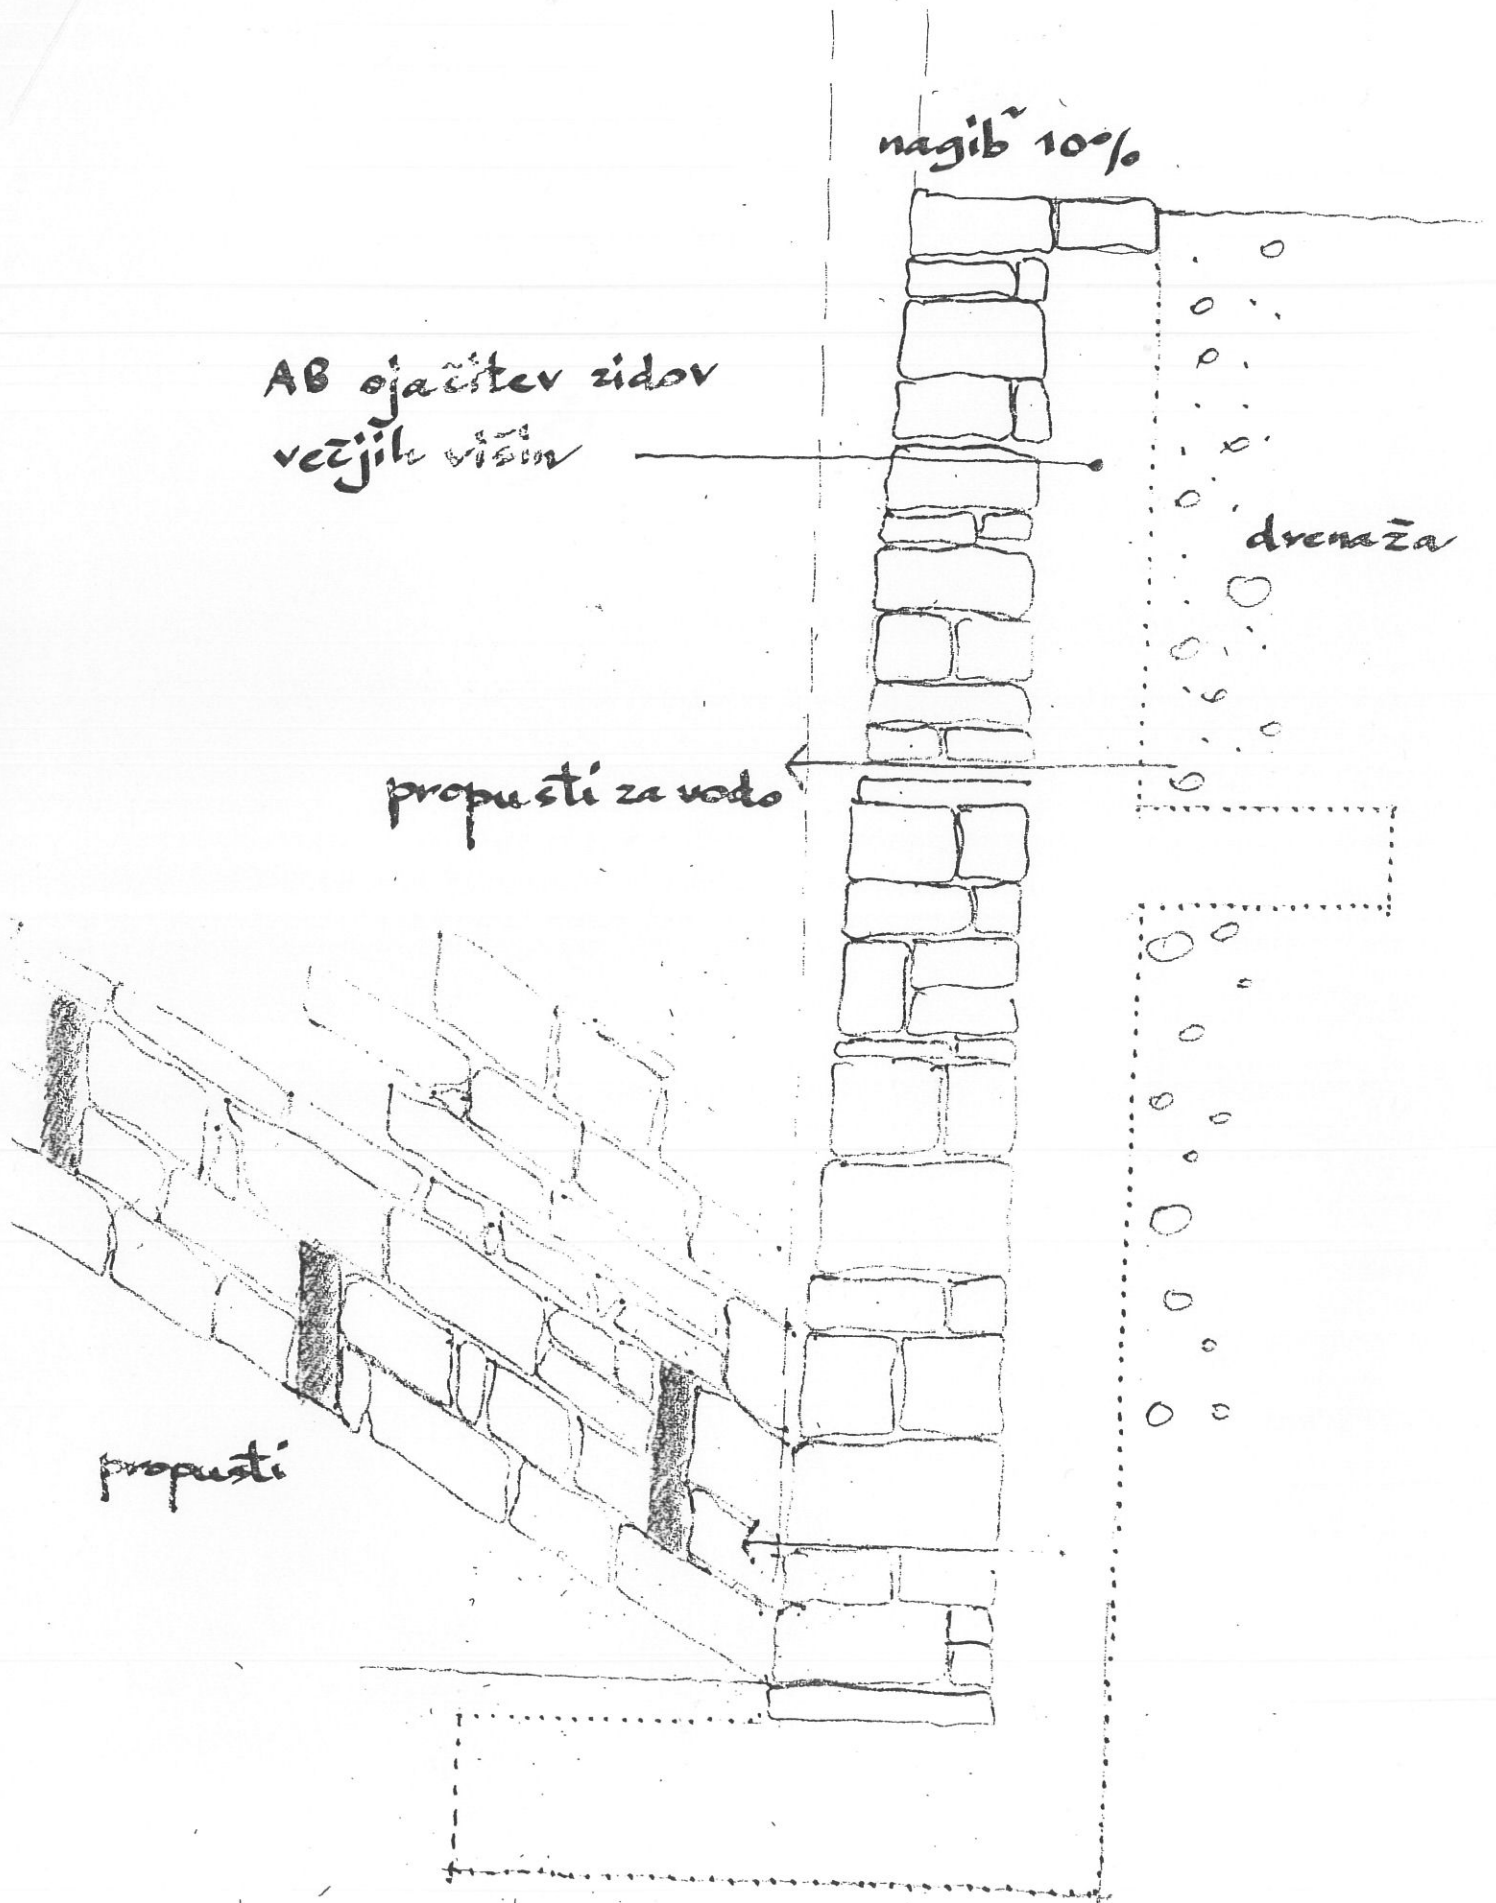 nagib 10%
AB ojačitev zidov
večjih višin
drenaža
propusti za vodo
propusti